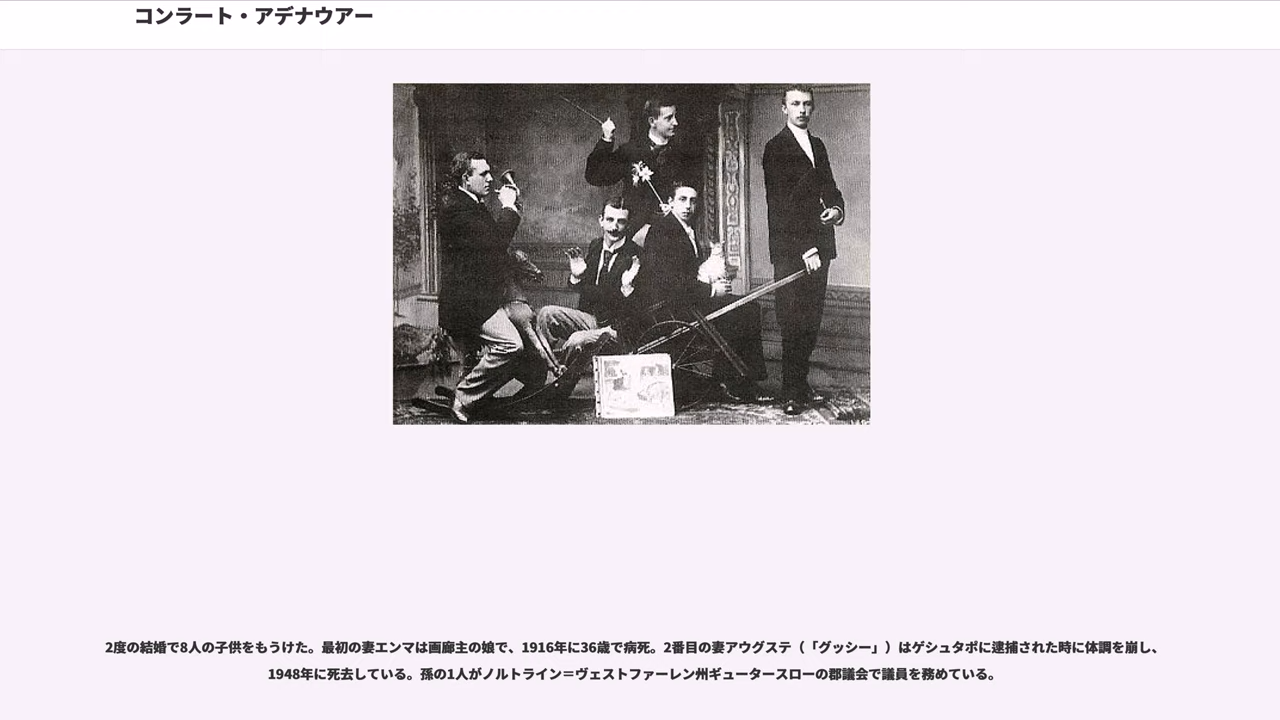 コンラート・アデナウアー
2度の結婚で8人の子供をもうけた。最初の妻エンマは画廊主の娘で、1916年に36歳で病死。2番目の妻アウグステ（「グッシー」）はゲシュタポに逮捕された時に体調を崩し、
1948年に死去している。孫の1人がノルトライン＝ヴェストファーレン州ギュータースローの郡議会で議員を務めている。